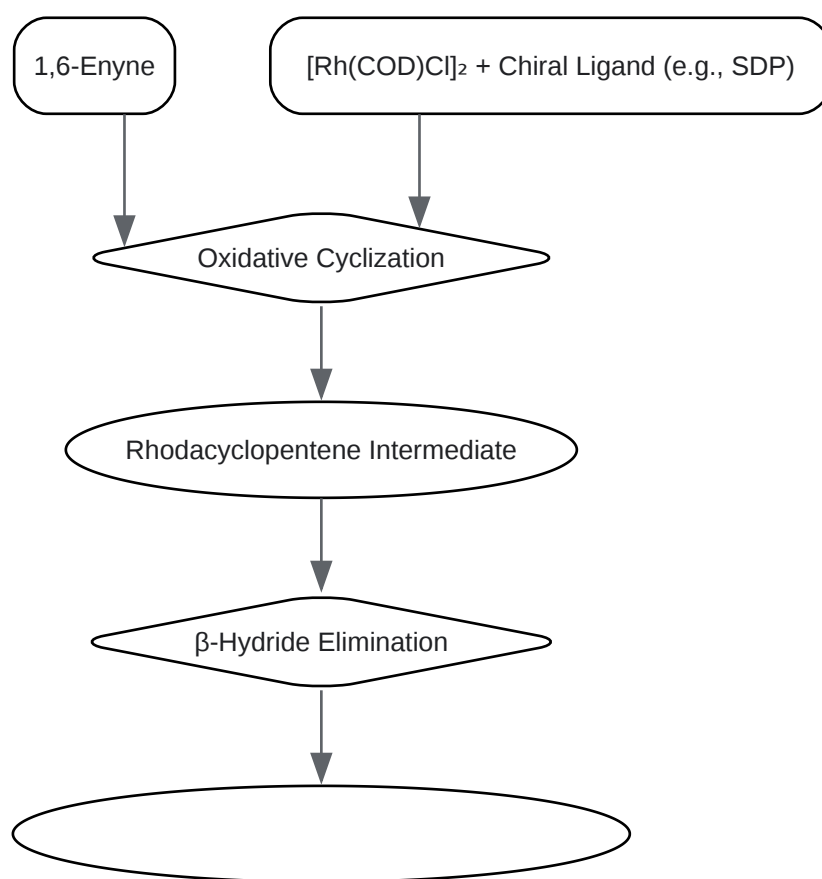 1,6-Enyne
[Rh(COD)Cl]₂ + Chiral Ligand (e.g., SDP)
Oxidative Cyclization
Rhodacyclopentene Intermediate
β-Hydride Elimination